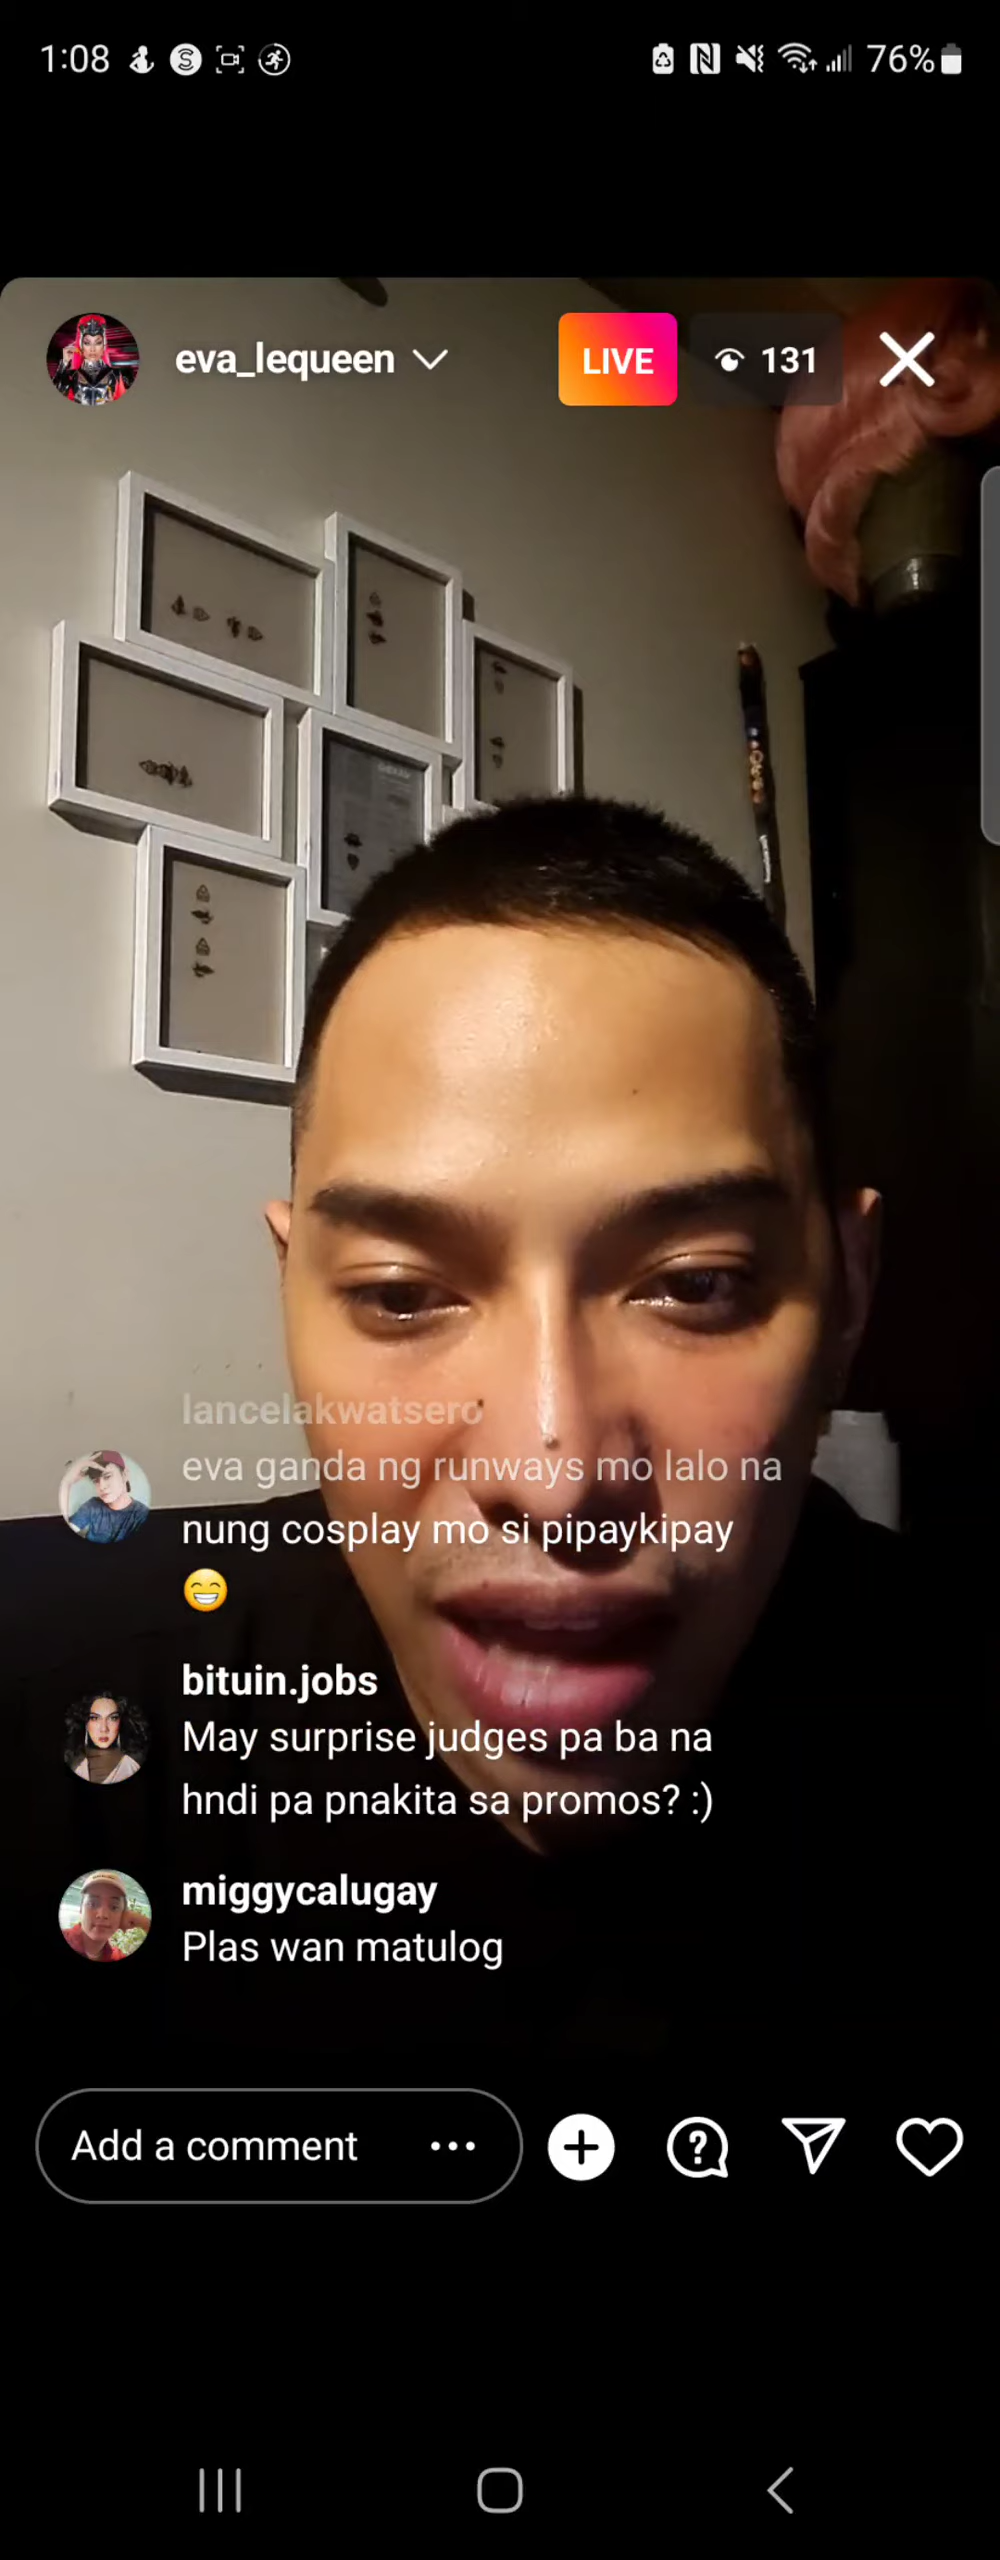 1:08
76%
eva_lequeen
LIVE
131
lancelakwatsero
eva ganda ng runways mo lalo na
nung cosplay mo si pipaykipay
😁
bituin.jobs
May surprise judges pa ba na
hndi pa pnakita sa promos? :)
miggycalugay
Plas wan matulog
Add a comment